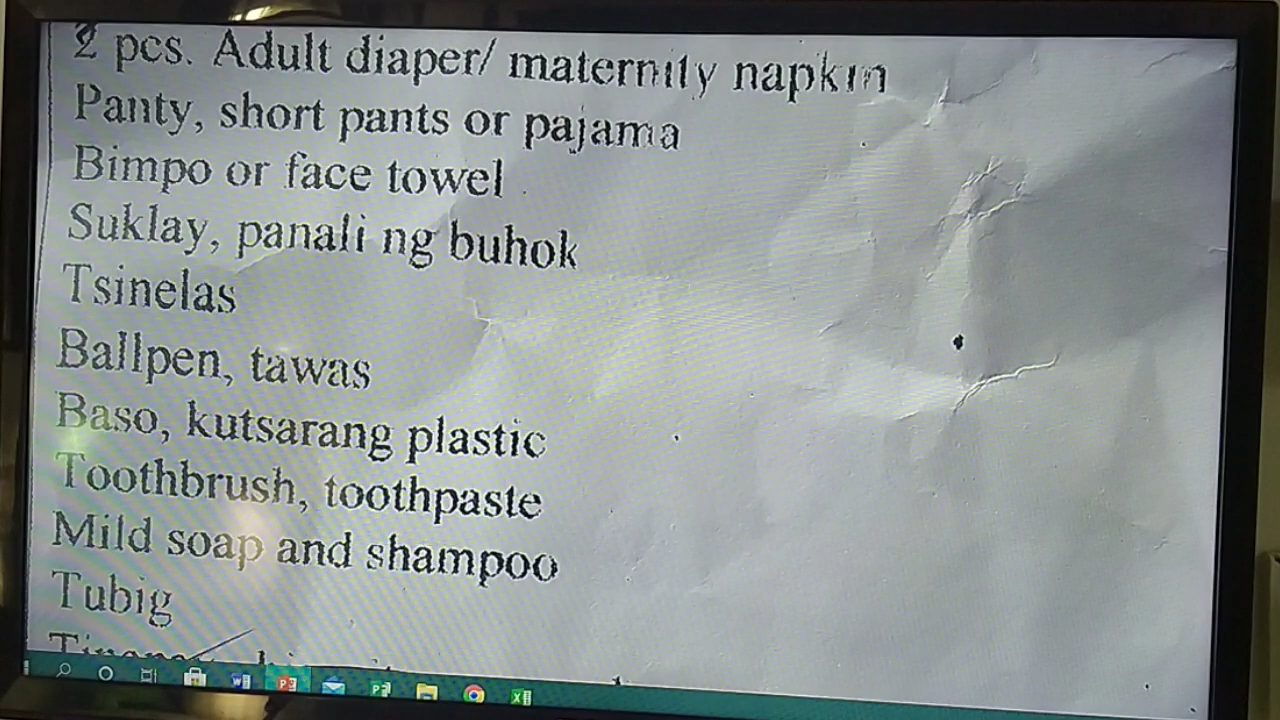 2 pcs. Adult diaper/ maternity napkin
Panty, short pants or pajama
Bimpo or face towel
Suklay, panali ng buhok
Tsinelas
Ballpen, tawas
Baso, kutsarang plastic
Toothbrush, toothpaste
Mild soap and shampoo
Tubig